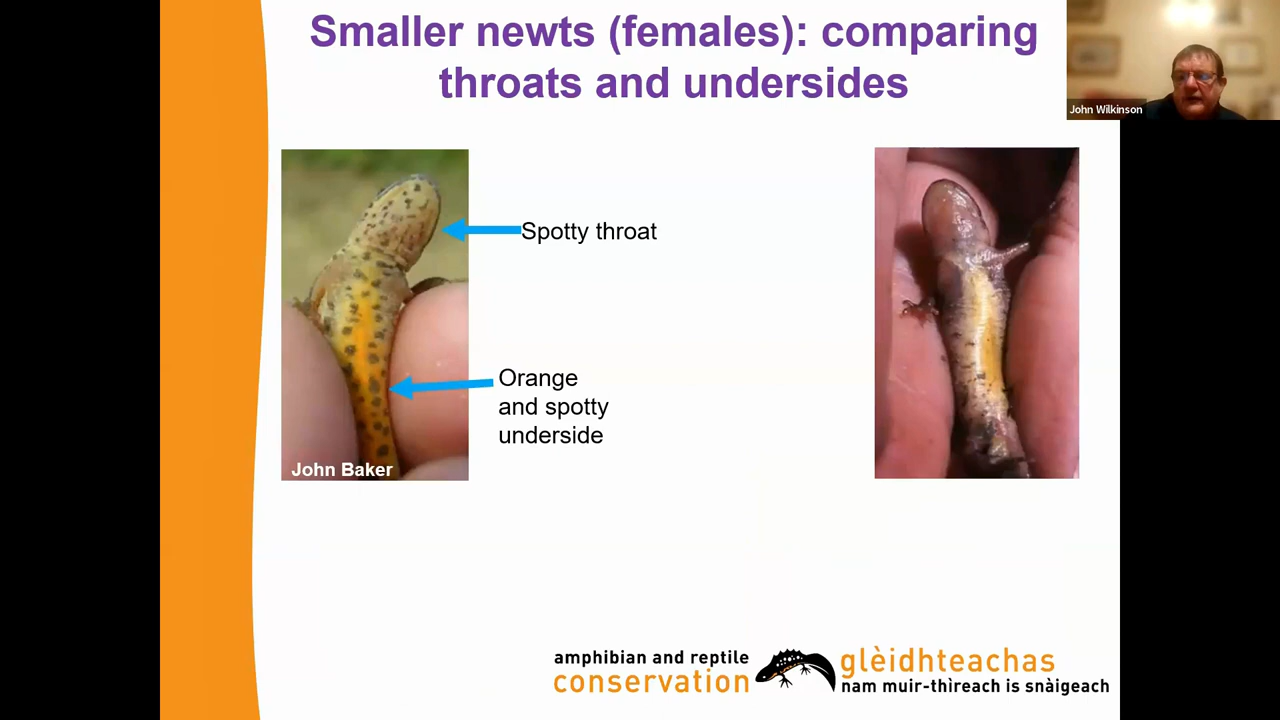 Smaller newts (females): comparing
throats and undersides
John Wilkinson
Spotty throat
Orange
and spotty
underside
John Baker
amphibian and reptile
conservation
glèidhteachas
nam muir-thìreach is snàigeach